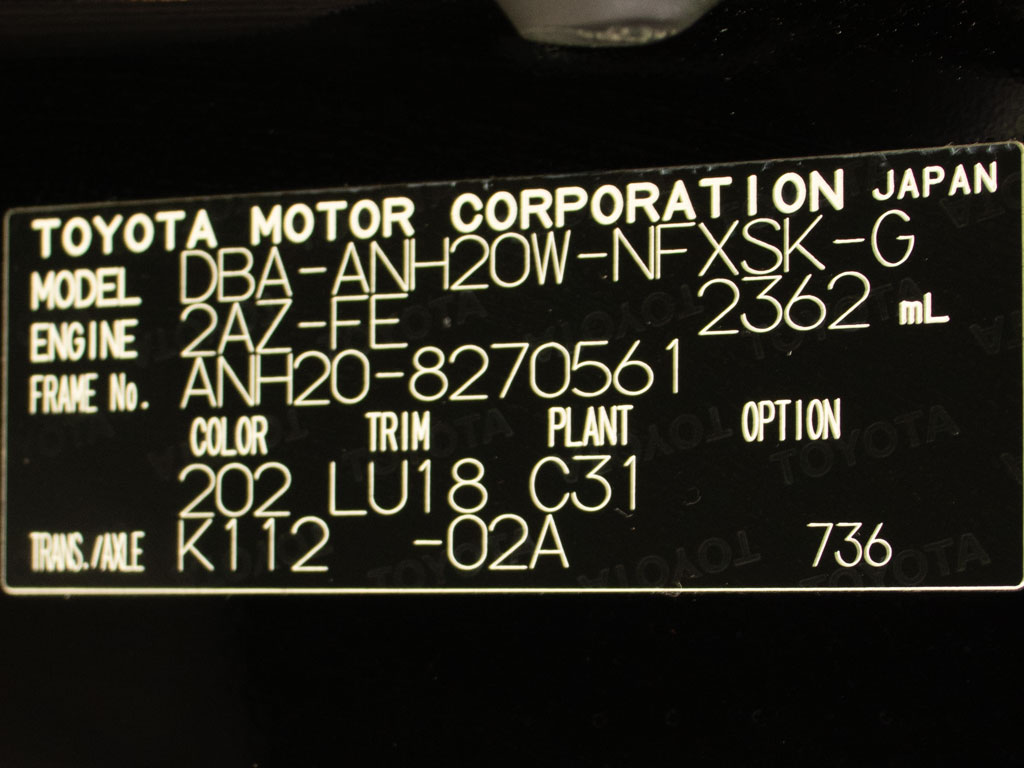 TOYOTA MOTOR CORPORATION JAPAN
MODEL DBA-ANH20W-NFXSK-G
ENGINE 2AZ-FE 2362 mL
FRAME No. ANH20-8270561
COLOR TRIM PLANT OPTION
202 LU18 C31
TRANS./AXLE K112 -02A 736